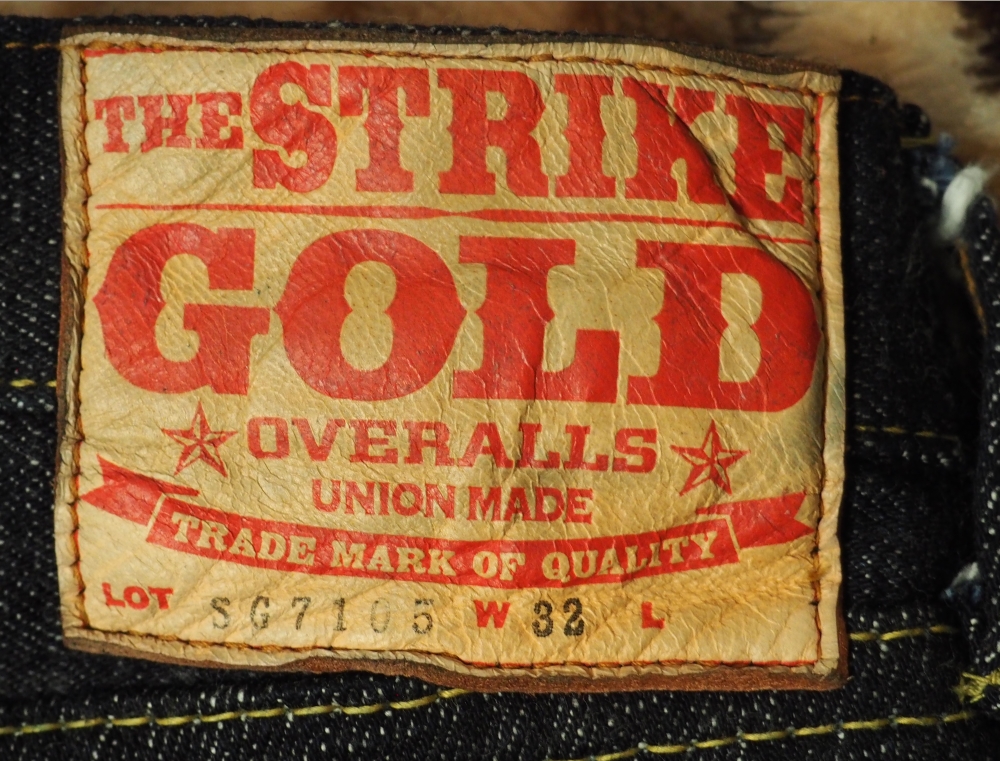 THE STRIKE
GOLD
OVERALLS
UNION MADE
TRADE MARK OF QUALITY
LOT SG7105 W 32 L